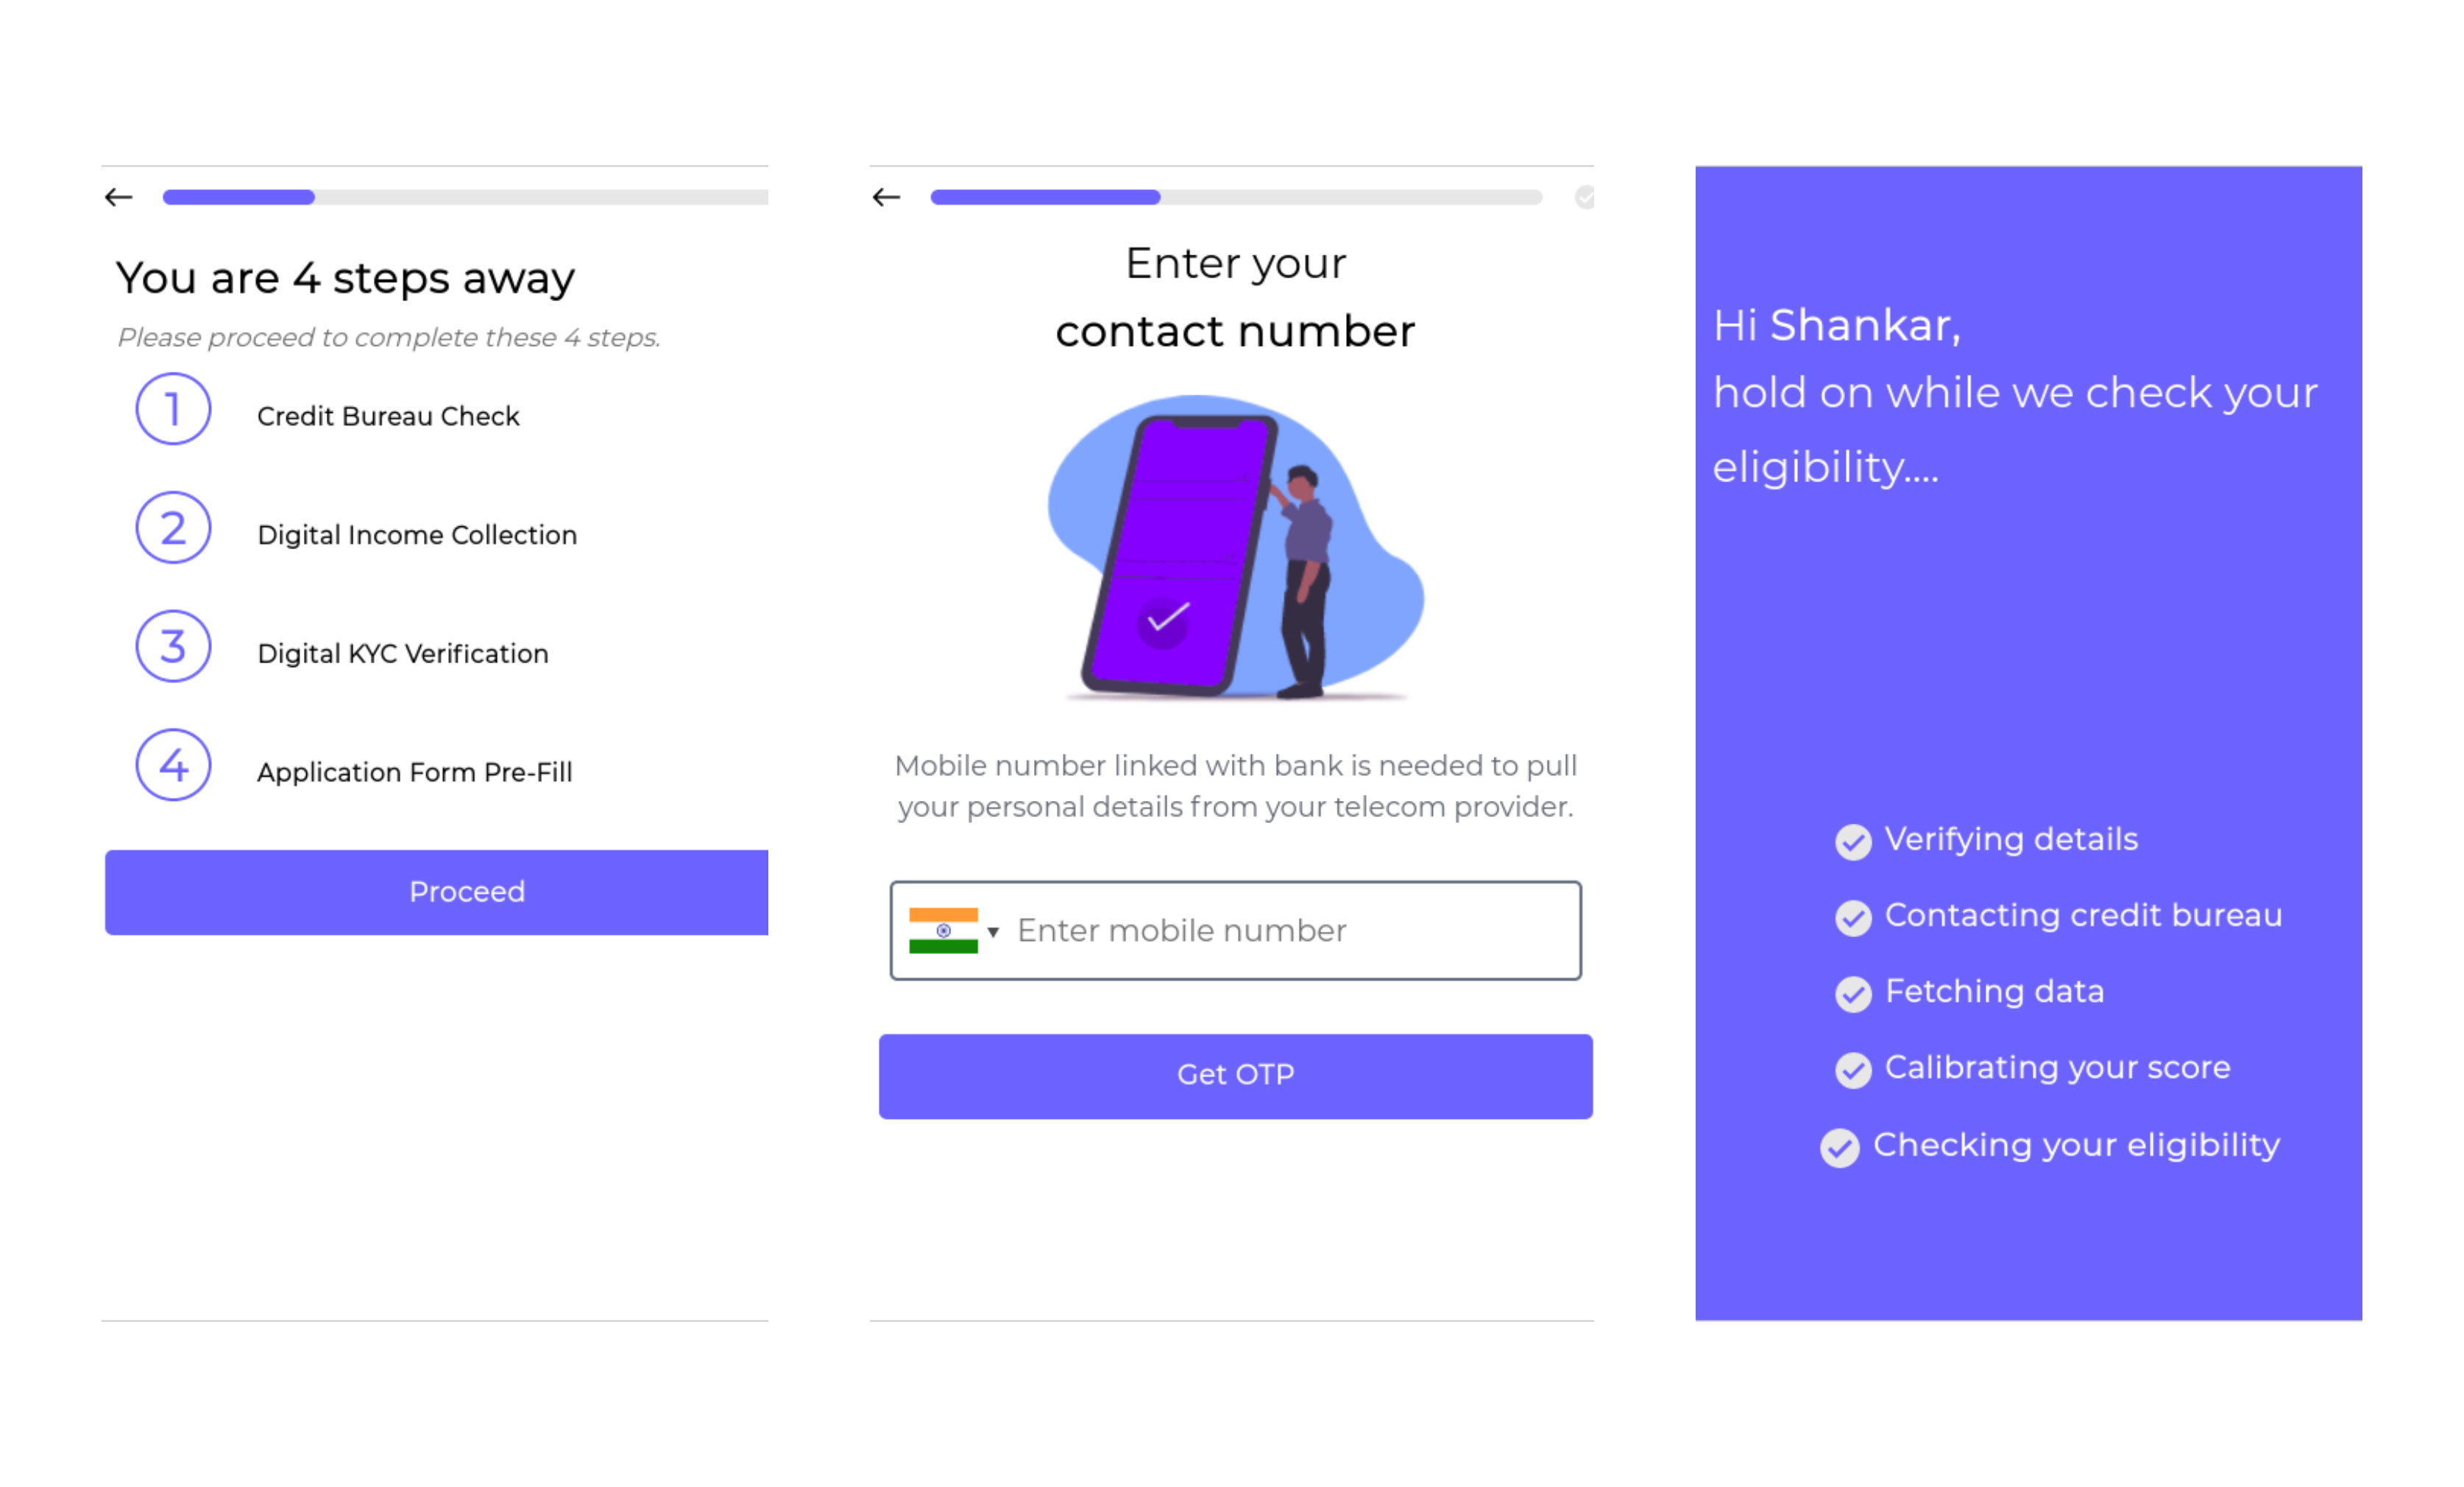 You are 4 steps away
Please proceed to complete these 4 steps.
1 Credit Bureau Check
2 Digital Income Collection
3 Digital KYC Verification
4 Application Form Pre-Fill
Proceed
Enter your
contact number
Mobile number linked with bank is needed to pull
your personal details from your telecom provider.
Enter mobile number
Get OTP
Hi Shankar,
hold on while we check your
eligibility....
Verifying details
Contacting credit bureau
Fetching data
Calibrating your score
Checking your eligibility